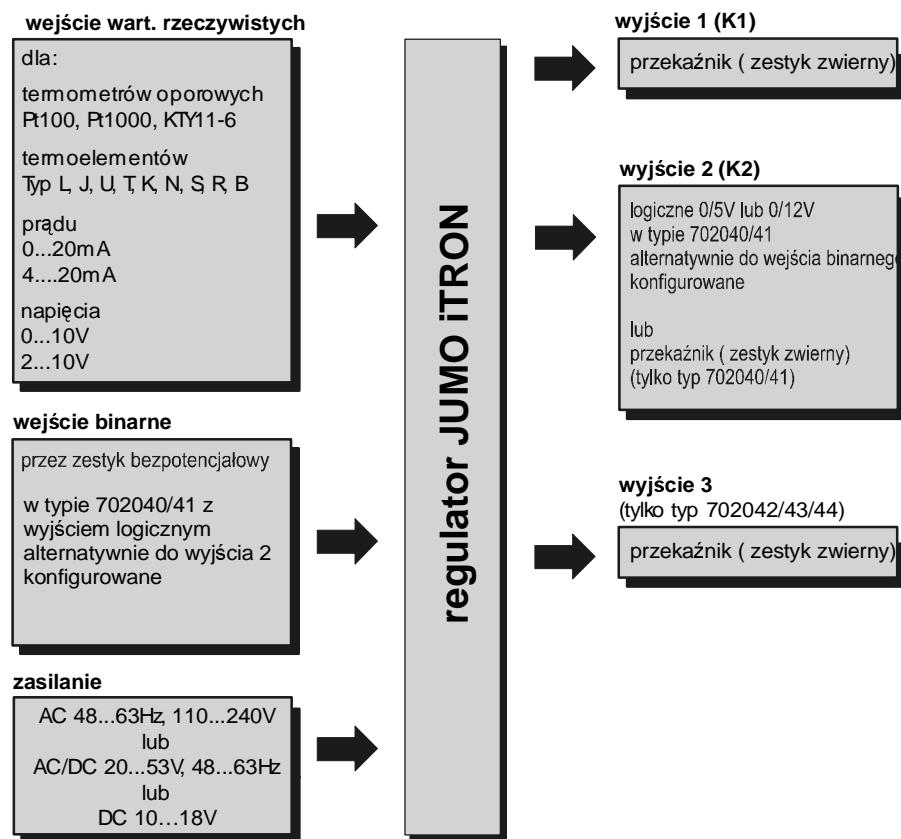 wejście wart. rzeczywistych
dla:
termometrów oporowych
Pt100, Pt1000, KTY11-6
termoelementów
Typ L, J, U, T, K, N, S, R, B
prądu
0...20mA
4....20mA
napięcia
0...10V
2...10V
wejście binarne
przez zestyk bezpotencjałowy
w typie 702040/41 z
wyjściem logicznym
alternatywnie do wyjścia 2
konfigurowane
zasilanie
AC 48...63Hz, 110...240V
lub
AC/DC 20...53V, 48...63Hz
lub
DC 10...18V
regulator JUMO iTRON
wyjście 1 (K1)
przekaźnik ( zestyk zwierny)
wyjście 2 (K2)
logiczne 0/5V lub 0/12V
w typie 702040/41
alternatywnie do wejścia binarneg
konfigurowane
lub
przekaźnik ( zestyk zwierny)
(tylko typ 702040/41)
wyjście 3
(tylko typ 702042/43/44)
przekaźnik ( zestyk zwierny)